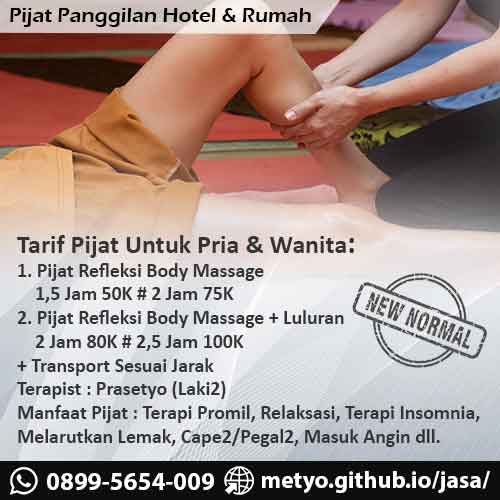 Pijat Panggilan Hotel & Rumah
Tarif Pijat Untuk Pria & Wanita:
1. Pijat Refleksi Body Massage
1,5 Jam 50K # 2 Jam 75K
2. Pijat Refleksi Body Massage + Luluran
2 Jam 80K # 2,5 Jam 100K
+ Transport Sesuai Jarak
Terapist : Prasetyo (Laki2)
Manfaat Pijat : Terapi Promil, Relaksasi, Terapi Insomnia,
Melarutkan Lemak, Cape2/Pegal2, Masuk Angin dll.
NEW NORMAL
0899-5654-009 metyo.github.io/jasa/